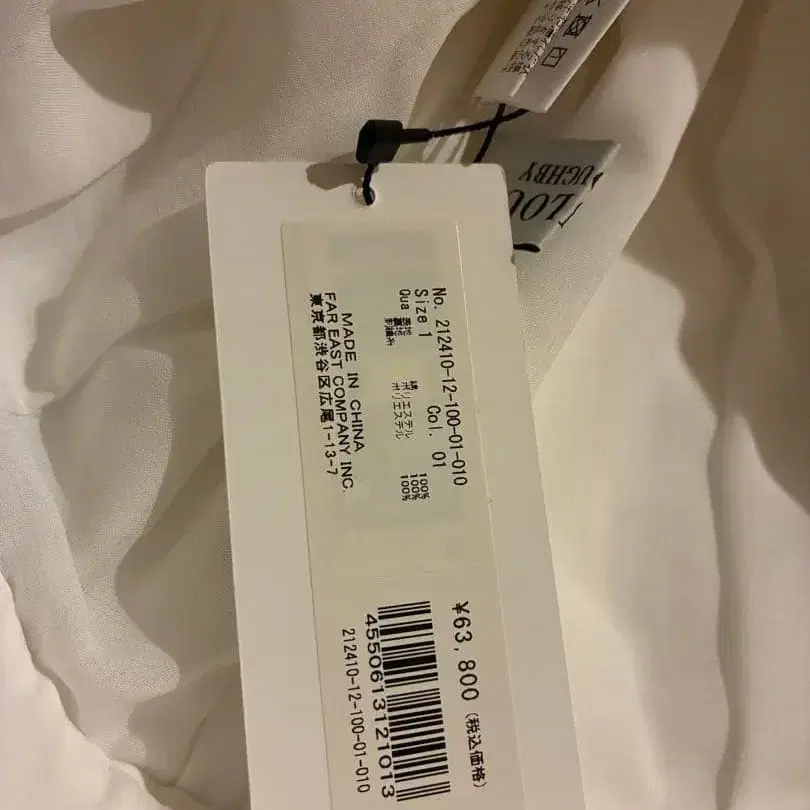 No. 212410-12-100-01-010
Size 1 Col. 01
Qua 表地 綿 100%
裏地 ポリエステル 100%
刺繍糸 ポリエステル 100%
MADE IN CHINA
FAR EAST COMPANY INC.
東京都渋谷区広尾1-13-7
¥63,800 (税込価格)
4550613121013
212410-12-100-01-010
UGHBY